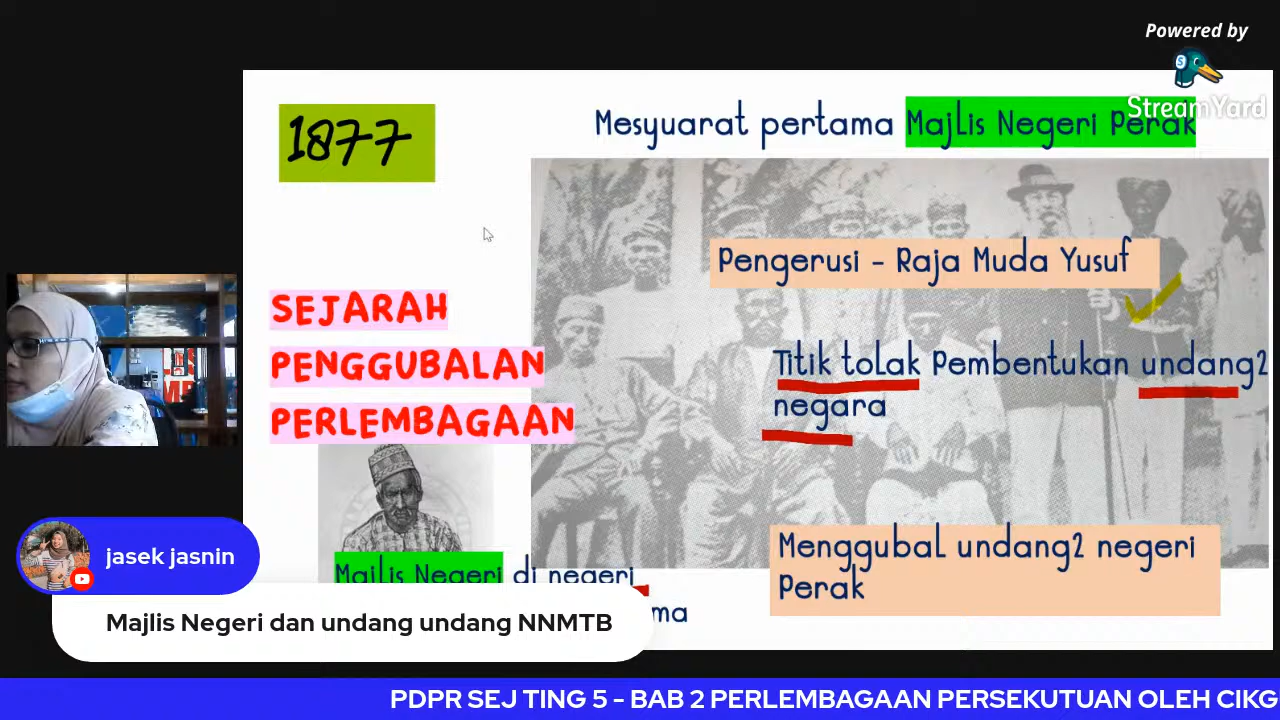 Powered by
StreamYard
1877
Mesyuarat pertama Majlis Negeri Perak
Pengerusi - Raja Muda Yusuf
SEJARAH
PENGGUBALAN
PERLEMBAGAAN
Titik tolak Pembentukan undang2
negara
Menggubal undang2 negeri
Perak
Majlis Negeri di negeri
ma
jasek jasnin
Majlis Negeri dan undang undang NNMTB
PDPR SEJ TING 5 - BAB 2 PERLEMBAGAAN PERSEKUTUAN OLEH CIKG